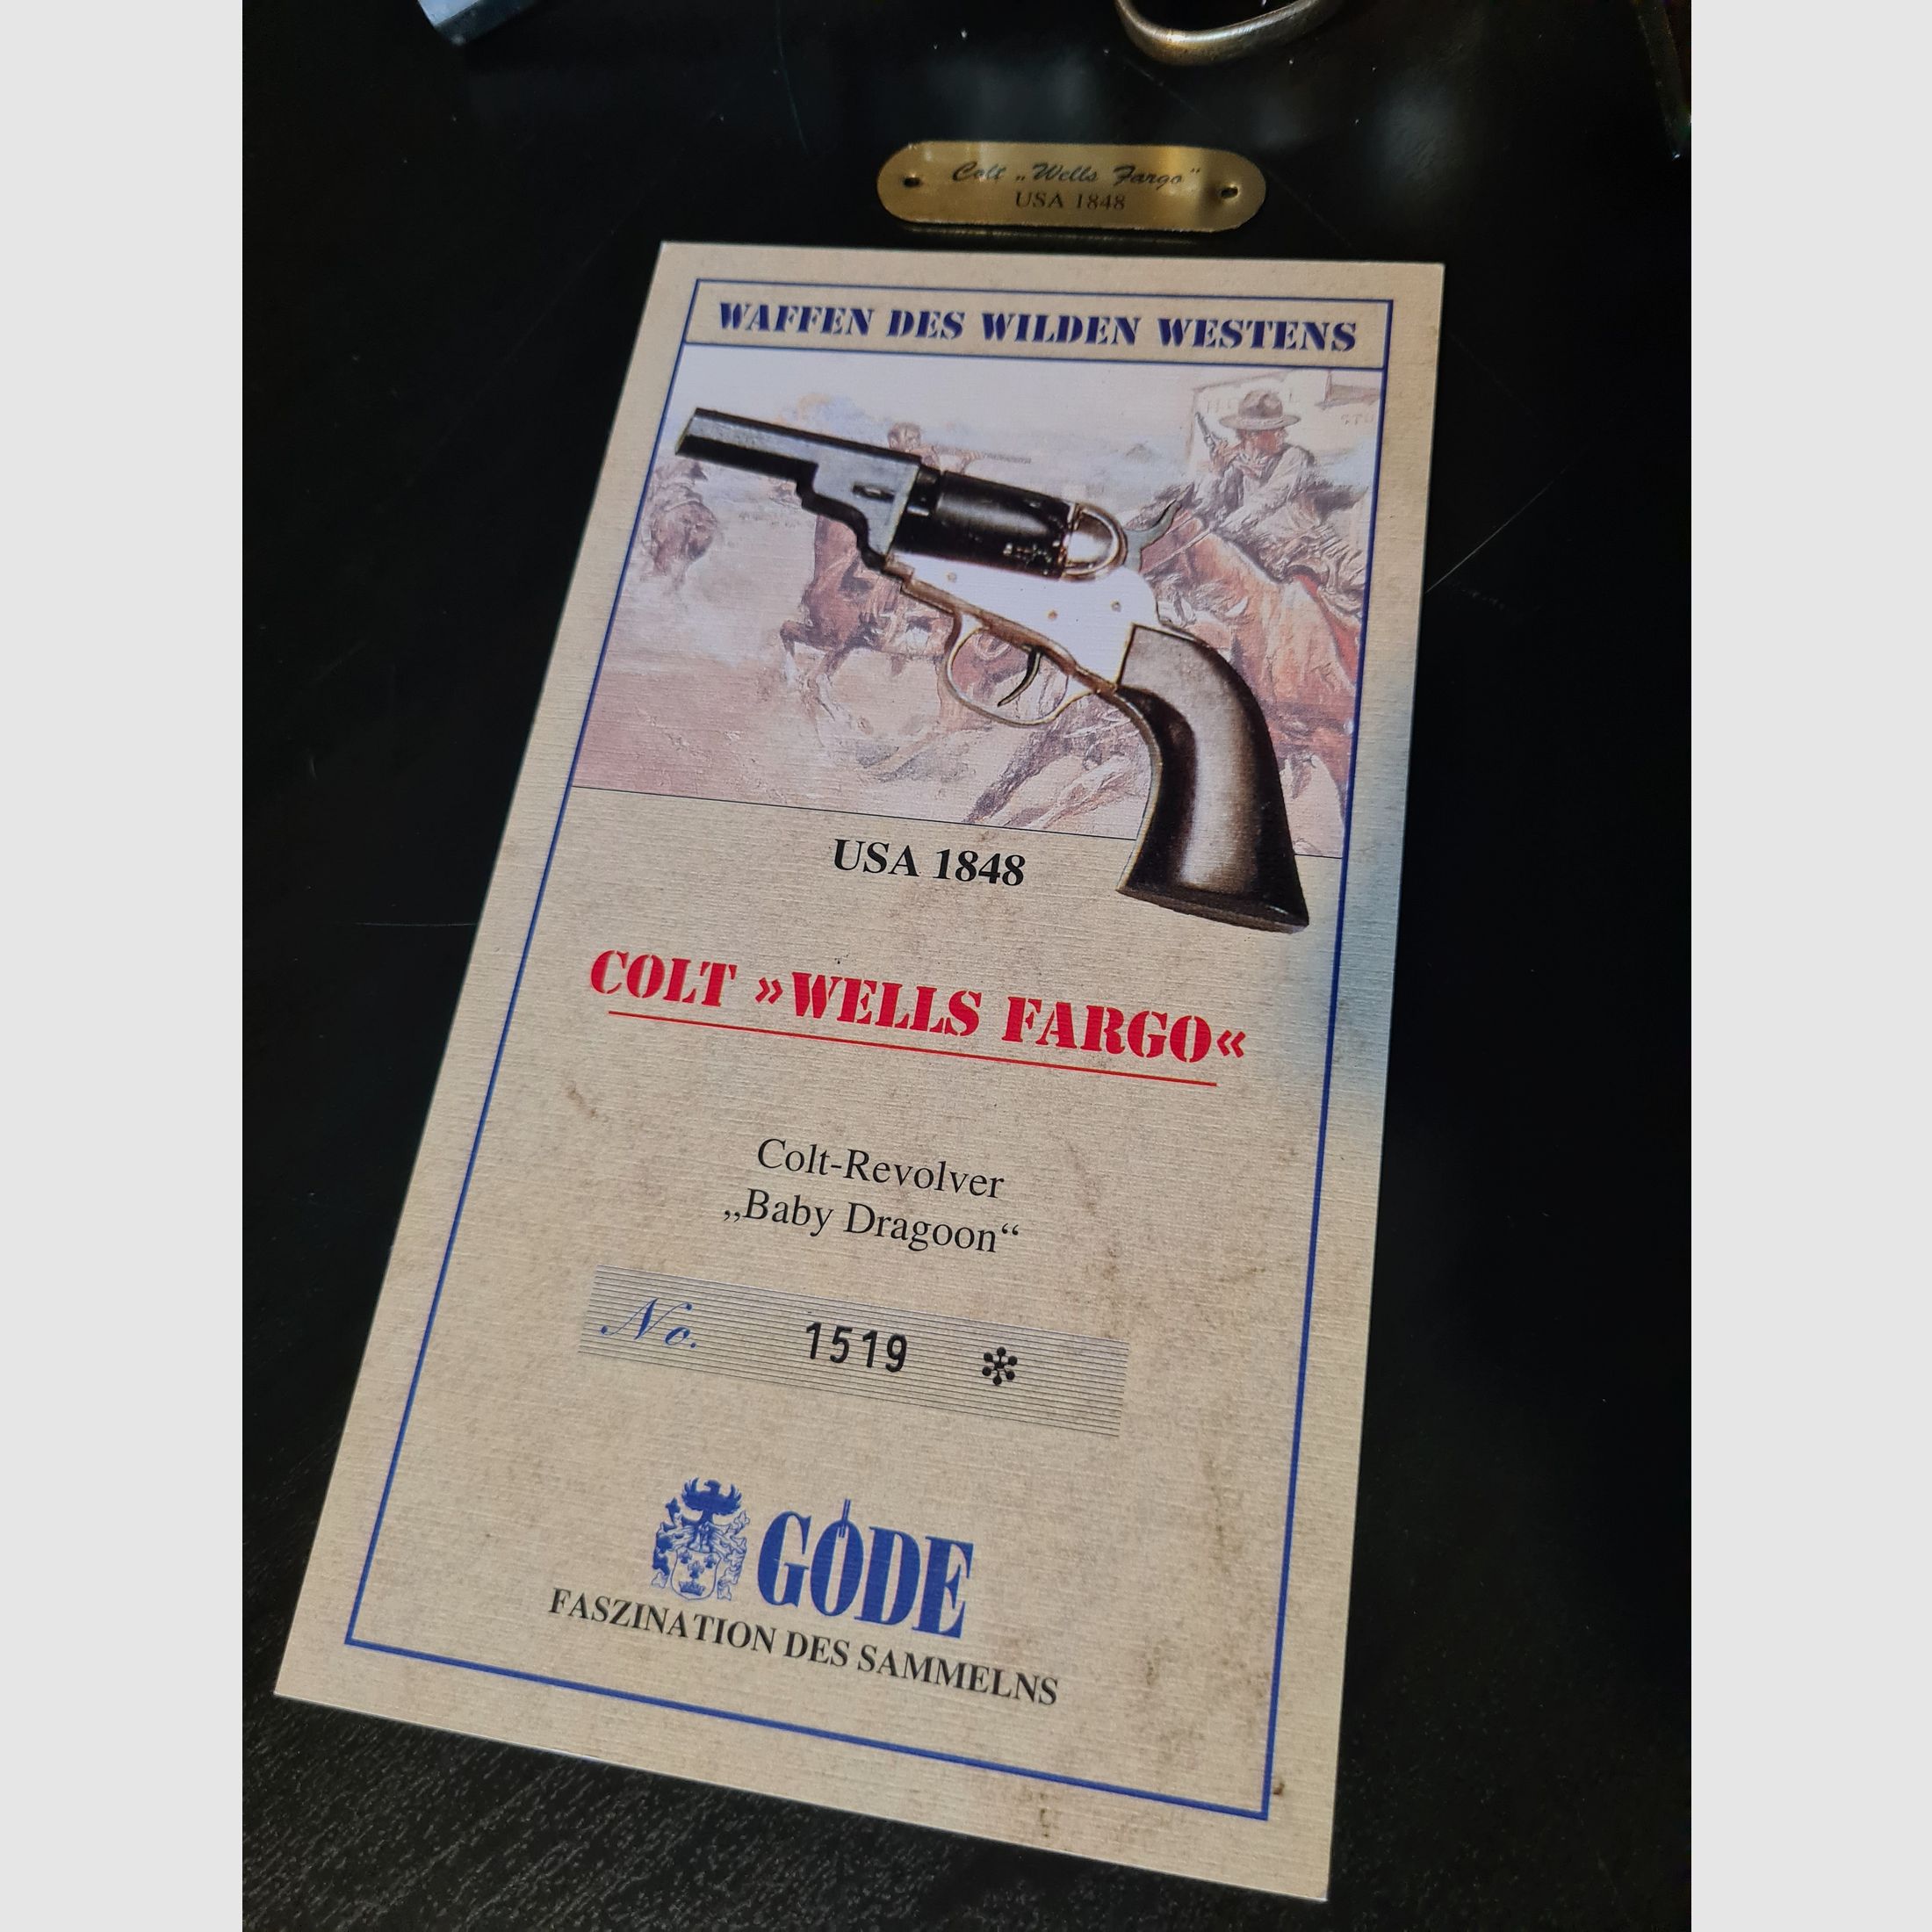 Colt „Wells Fargo"
USA 1848
WAFFEN DES WILDEN WESTENS
USA 1848
COLT »WELLS FARGO«
Colt-Revolver
„Baby Dragoon“
No. 1519 *
GÖDE
FASZINATION DES SAMMELNS